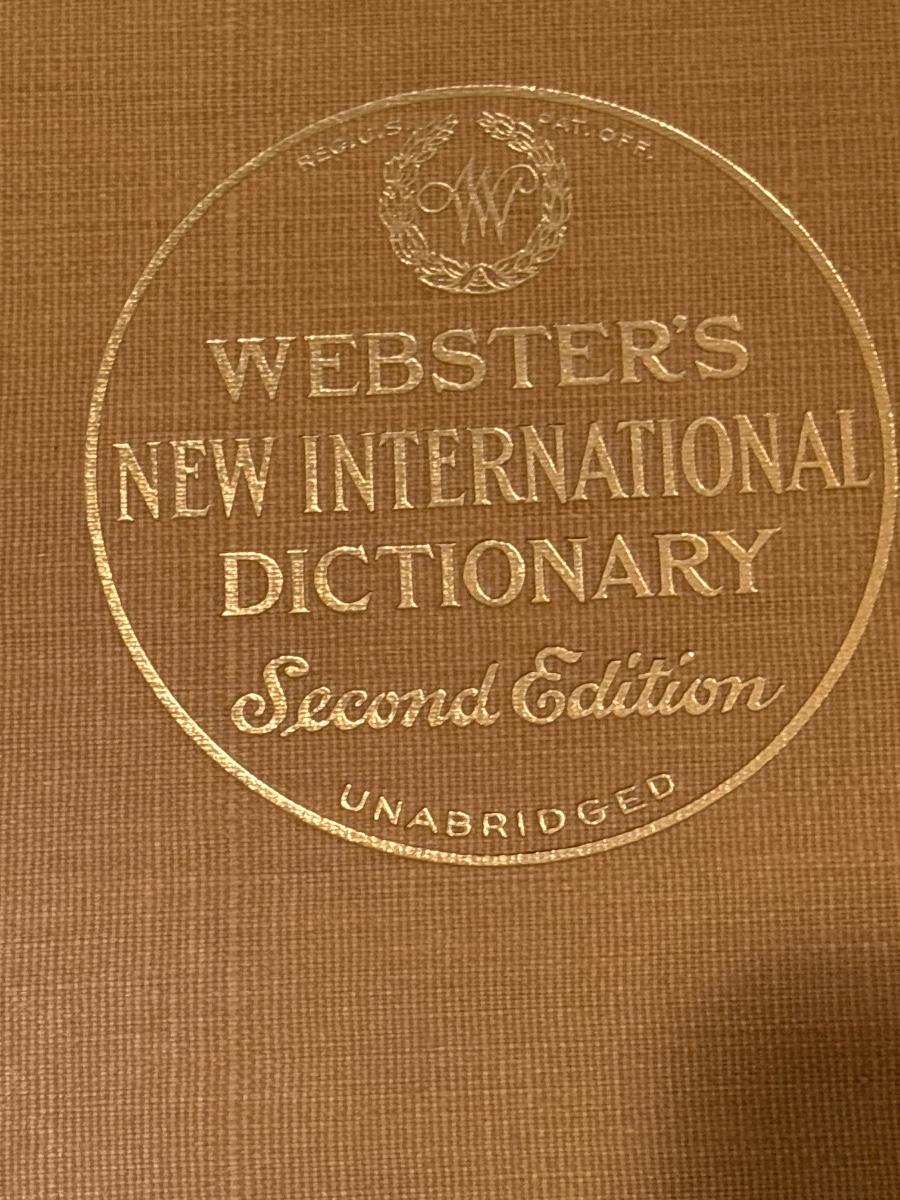 REG. U.S. PAT. OFF.
W
WEBSTER'S
NEW INTERNATIONAL
DICTIONARY
Second Edition
UNABRIDGED